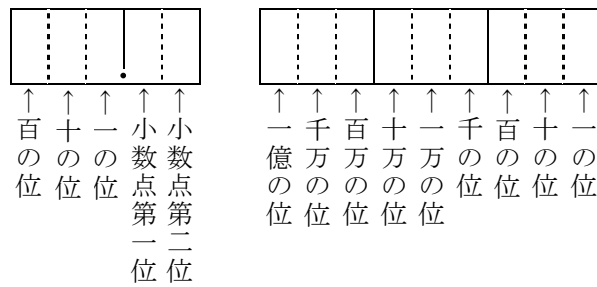 ↑百の位
↑十の位
↑一の位
↑小数点第一位
↑小数点第二位
↑一億の位
↑千万の位
↑百万の位
↑十万の位
↑一万の位
↑千の位
↑百の位
↑十の位
↑一の位